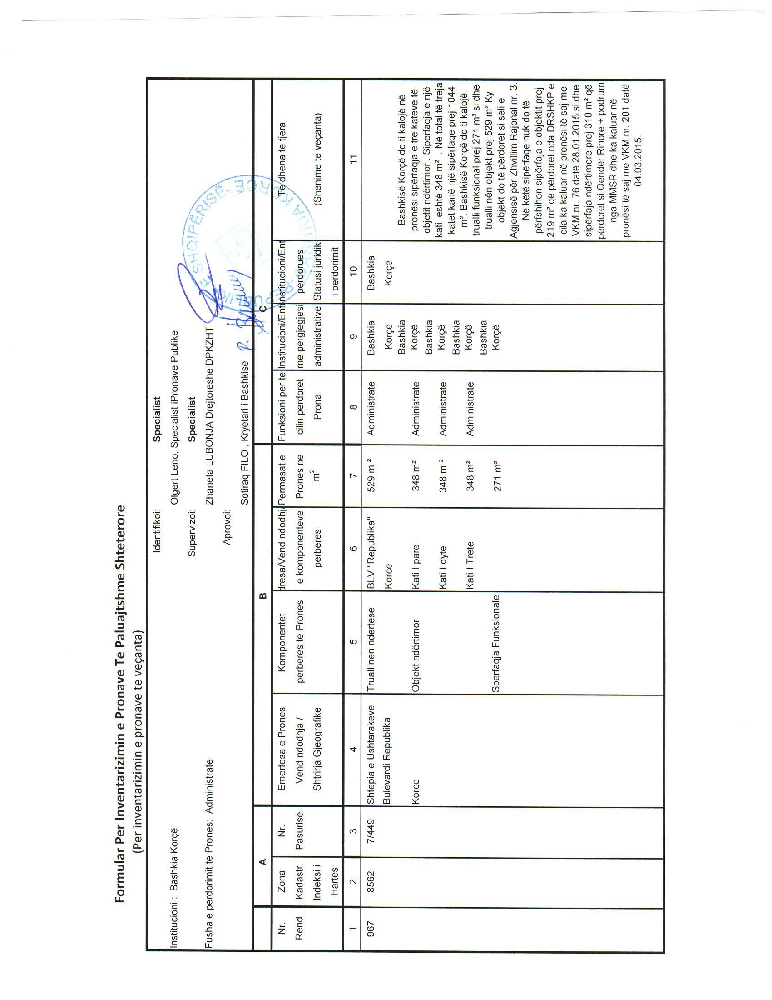 Formular Per Inventarizimin e Pronave Te Paluajtshme Shteterore
(Per inventarizimin e pronave te veçanta)
Identifikoi: Specialist
Institucioni : Bashkia Korçë Olgert Leno, Specialist iPronave Publike
Supervizoi: Specialist
Fusha e perdorimit te Prones: Administrate Zhaneta LUBONJA Drejtoreshe DPKZHT
Aprovoi:
Sotiraq FILO , Kryetari i Bashkise
A B C
Nr. Rend
Zona Kadastr. Indeksi i Hartes
Nr. Pasurise
Emertesa e Prones Vend ndodhja / Shtrirja Gjeografike
Komponentet perberes te Prones
dresa/Vend ndodhja e komponenteve perberes
Permasat e Prones ne m²
Funksioni per te cilin perdoret Prona
Institucioni/Enti me pergjegjesi administrative
Institucioni/Ent perdorues Statusi juridik i perdorimit
Te dhena te tjera (Shenime te veçanta)
1 2 3 4 5 6 7 8 9 10 11
967 8562 7/449 Shtepia e Ushtarakeve Truall nen ndertese BLV "Republika" 529 m ² Administrate Bashkia Bashkia
Bulevardi Republika Korce Korçë Korçë
Bashkia
Korce Objekt ndërtimor Kati I pare 348 m² Administrate Korçë
Bashkia
Kati I dyte 348 m ² Administrate Korçë
Bashkia
Kati I Trete 348 m² Administrate Korçë
Bashkia
Sperfaqja Funksionale 271 m² Korçë
Bashkisë Korçë do ti kalojë në
pronësi sipërfaqja e tre kateve të
objetit ndërtimor . Siperfaqja e një
kati eshtë 348 m² . Në total të treja
katet kanë një sipërfaqe prej 1044
m². Bashkisë Korçë do ti kalojë
trualli funksional prej 271 m² si dhe
trualli nën objekt prej 529 m² Ky
objekt do të përdoret si seli e
Agjensisë për Zhvillim Rajonal nr. 3.
Në këtë sipërfaqe nuk do të
përfshihen sipërfaja e objektit prej
219 m² që përdoret nda DRSHKP e
cila ka kaluar në pronësi të saj me
VKM nr. 76 datë 28.01.2015 si dhe
sipërfaja ndërtimore prej 310 m² që
përdoret si Qendër Rinore + podrum
nga MMSR dhe ka kaluar në
pronësi të saj me VKM nr. 201 datë
04.03.2015.
REPUBLIKA E SHQIPËRISË - BASHKIA KORÇË